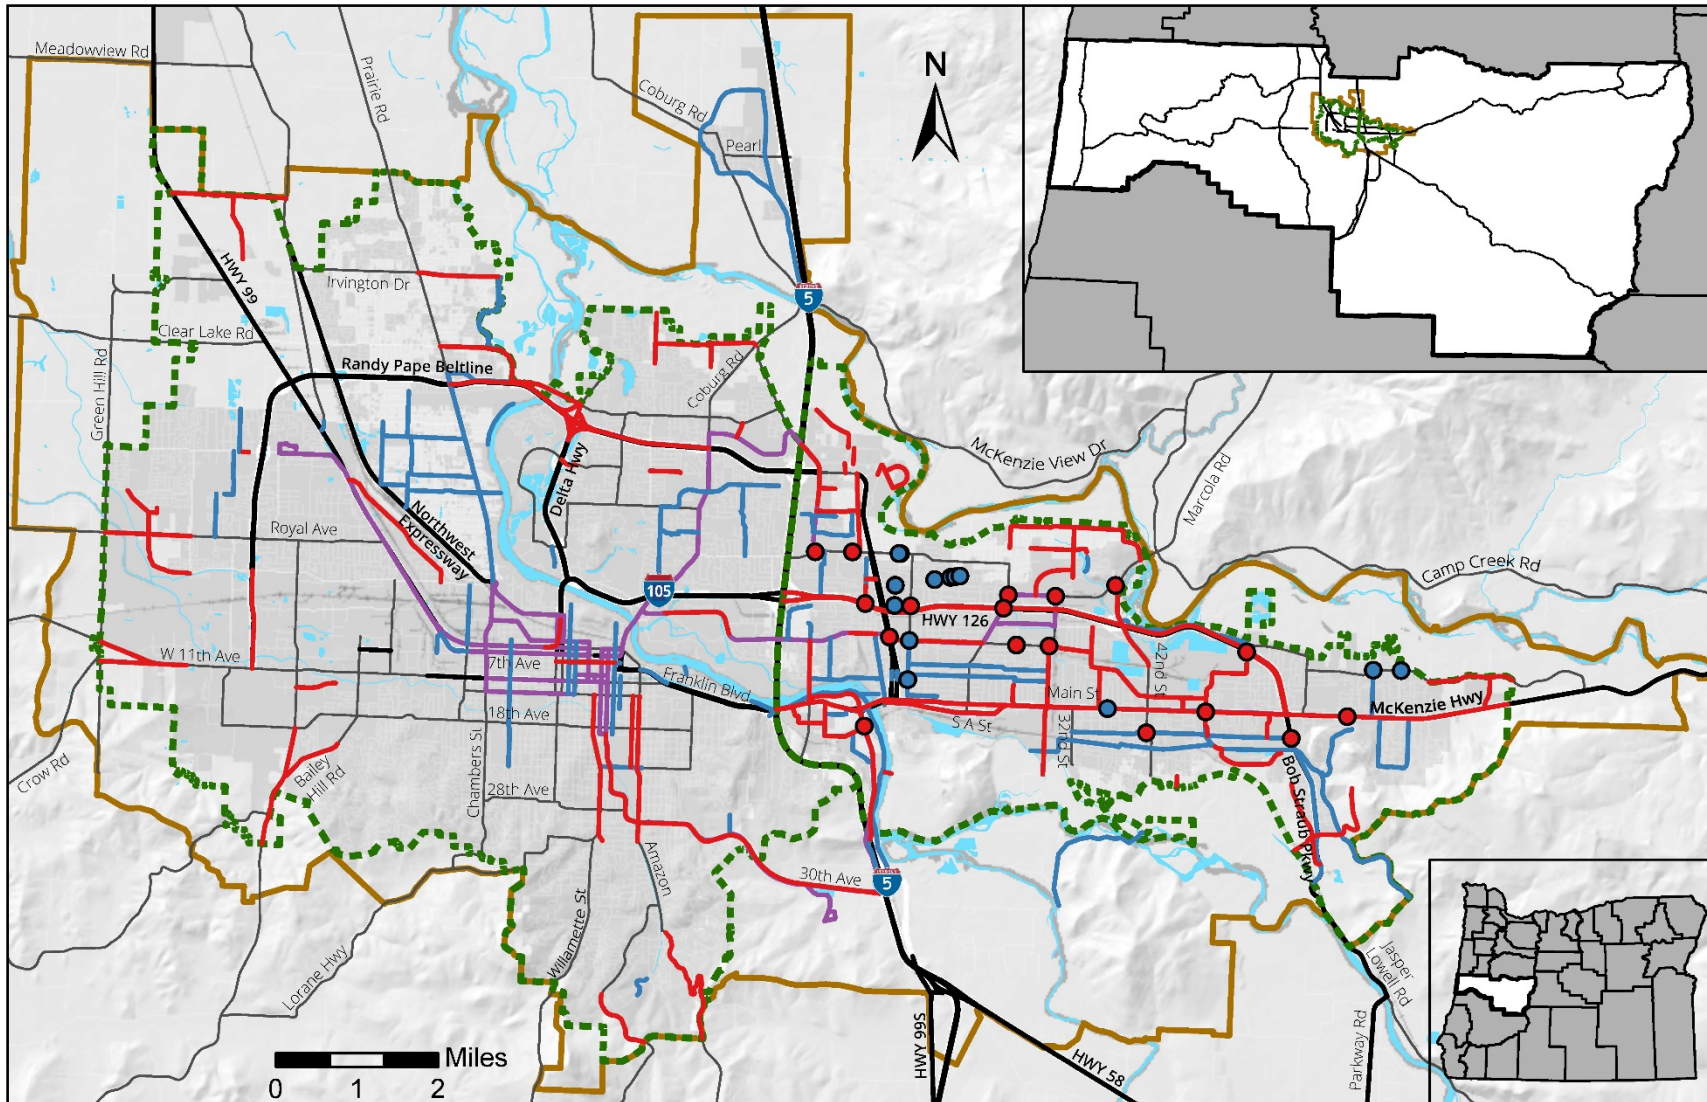 Meadowview Rd
Prairie Rd
Coburg Rd
Pearl
N
HWY 99
Irvington Dr
5
Clear Lake Rd
Green Hill Rd
Randy Pape Beltline
Coburg Rd
McKenzie View Dr
Marcola Rd
Delta Hwy
Northwest
Expressway
Royal Ave
105
Camp Creek Rd
HWY 126
W 11th Ave
7th Ave
Franklin Blvd
42nd St
Main St
McKenzie Hwy
18th Ave
S A St
32nd St
Chambers St
Crow Rd
Bailey
Hill Rd
28th Ave
Bob Straub Pkwy
Amazon
30th Ave
5
Willamette St
Lorane Hwy
Jasper
Lowell Rd
HWY 99S
HWY 58
Parkway Rd
Miles
0 1 2